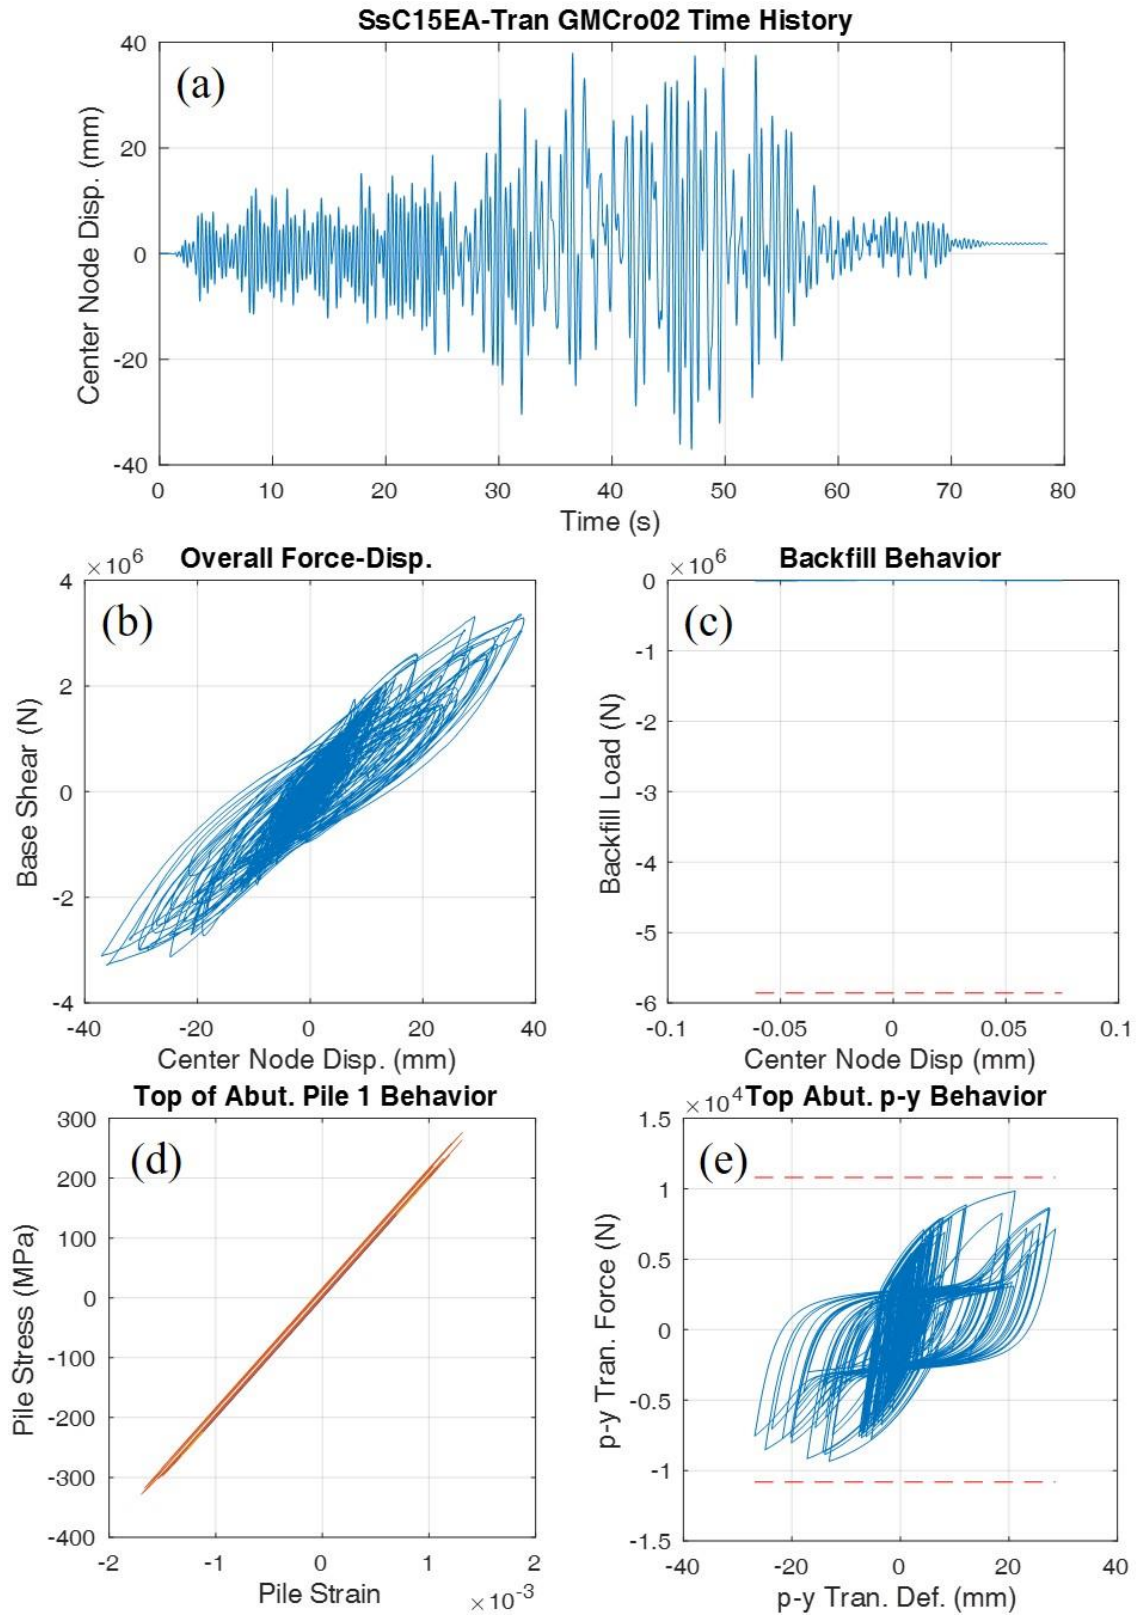 SsC15EA-Tran GMCro02 Time History
(a)
Center Node Disp. (mm)
40
20
0
-20
-40
0 10 20 30 40 50 60 70 80
Time (s)
×10^6 Overall Force-Disp.
(b)
Base Shear (N)
4
2
0
-2
-4
-40 -20 0 20 40
Center Node Disp. (mm)
×10^6 Backfill Behavior
(c)
Backfill Load (N)
0
-1
-2
-3
-4
-5
-6
-0.1 -0.05 0 0.05 0.1
Center Node Disp (mm)
Top of Abut. Pile 1 Behavior
(d)
Pile Stress (MPa)
300
200
100
0
-100
-200
-300
-400
-2 -1 0 1 2
Pile Strain ×10^-3
×10^4 Top Abut. p-y Behavior
(e)
p-y Tran. Force (N)
1.5
1
0.5
0
-0.5
-1
-1.5
-40 -20 0 20 40
p-y Tran. Def. (mm)